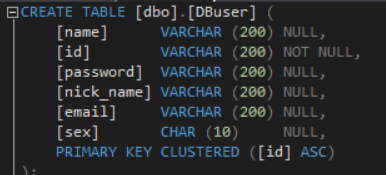 CREATE TABLE [dbo].[DBuser] (
[name] VARCHAR (200) NULL,
[id] VARCHAR (200) NOT NULL,
[password] VARCHAR (200) NULL,
[nick_name] VARCHAR (200) NULL,
[email] VARCHAR (200) NULL,
[sex] CHAR (10) NULL,
PRIMARY KEY CLUSTERED ([id] ASC)
);